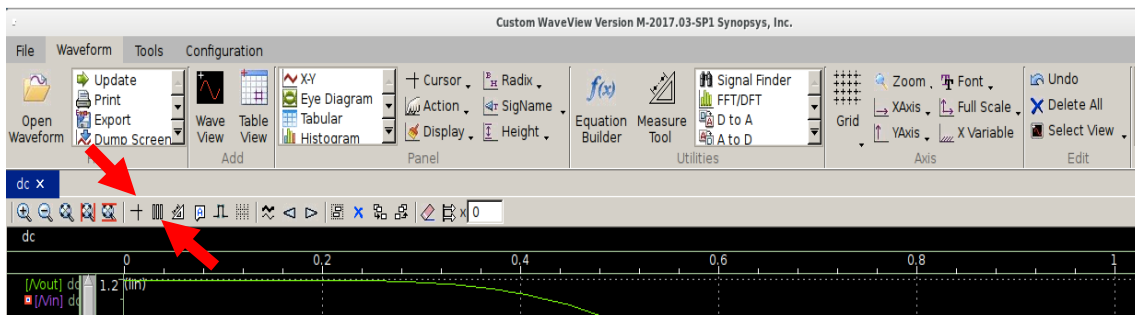 Custom WaveView Version M-2017.03-SP1 Synopsys, Inc.
File Waveform Tools Configuration
Open Waveform
Update
Print
Export
Dump Screen
Wave View
Table View
Add
X-Y
Eye Diagram
Tabular
Histogram
Cursor
Action
Display
Radix
SigName
Height
Panel
f(x)
Equation Builder
Measure Tool
Signal Finder
FFT/DFT
D to A
A to D
Utilities
Grid
Zoom
Font
XAxis
Full Scale
YAxis
X Variable
Axis
Undo
Delete All
Select View
Edit
dc x
x 0
dc
0 0.2 0.4 0.6 0.8 1
[/Vout] dc 1.2 (lin)
[/Vin] dc